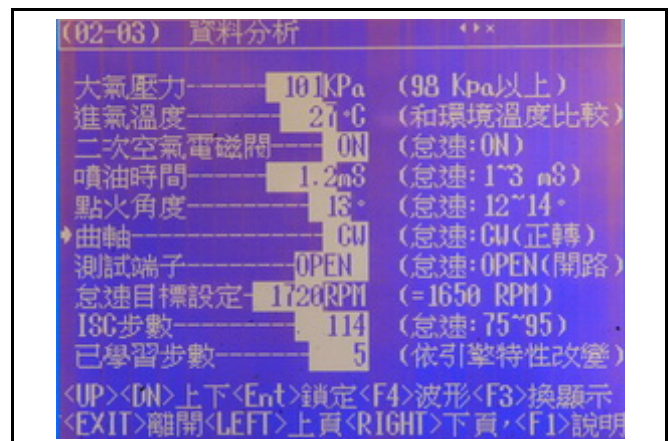 (02-03) 資料分析
大氣壓力------101KPa (98 Kpa以上)
進氣溫度------27°C (和環境溫度比較)
二次空氣電磁閥---ON (怠速:ON)
噴油時間------1.2mS (怠速:1~3 mS)
點火角度------13° (怠速:12~14°
曲軸------CW (怠速:CW(正轉)
測試端子------OPEN (怠速:OPEN(開路)
怠速目標設定-1720RPM (=1650 RPM)
ISC步數------114 (怠速:75~95)
已學習步數------5 (依引擎特性改變)
<UP><DN>上下<Ent>鎖定<F4>波形<F3>換顯示
<EXIT>離開<LEFT>上頁<RIGHT>下頁,<F1>說明